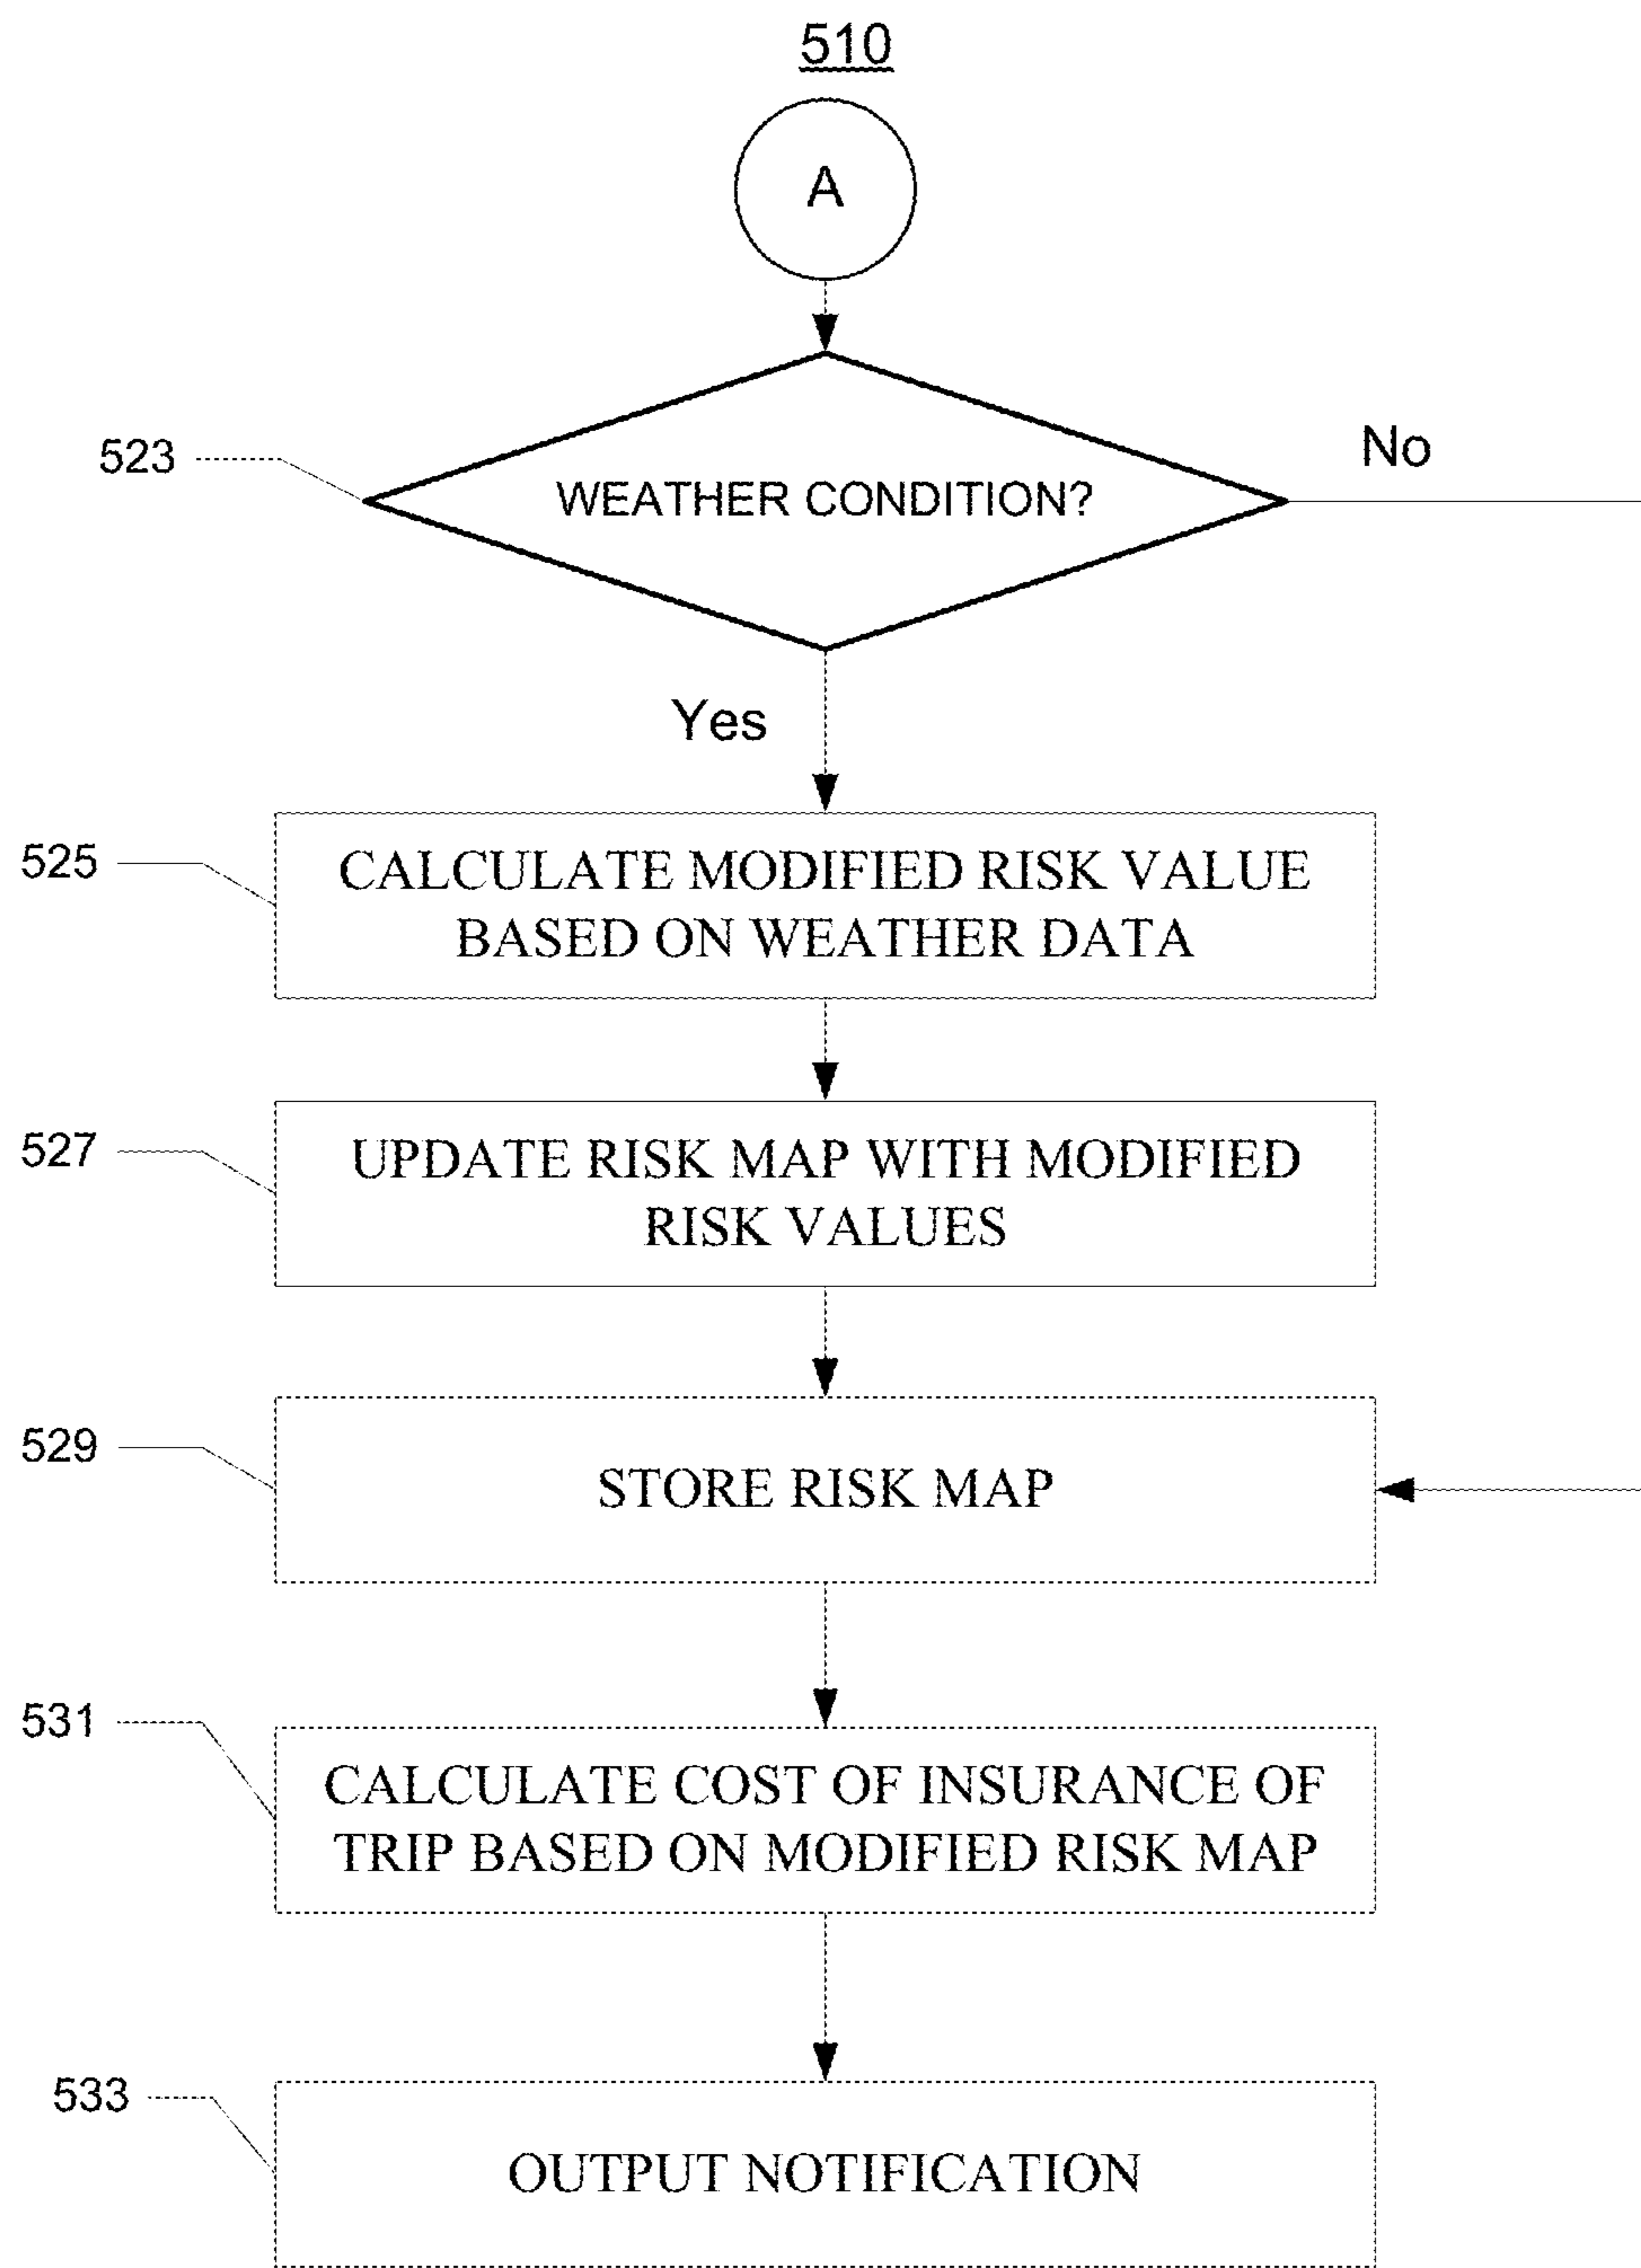 510
A
523
WEATHER CONDITION?
No
Yes
525
CALCULATE MODIFIED RISK VALUE
BASED ON WEATHER DATA
527
UPDATE RISK MAP WITH MODIFIED
RISK VALUES
529
STORE RISK MAP
531
CALCULATE COST OF INSURANCE OF
TRIP BASED ON MODIFIED RISK MAP
533
OUTPUT NOTIFICATION